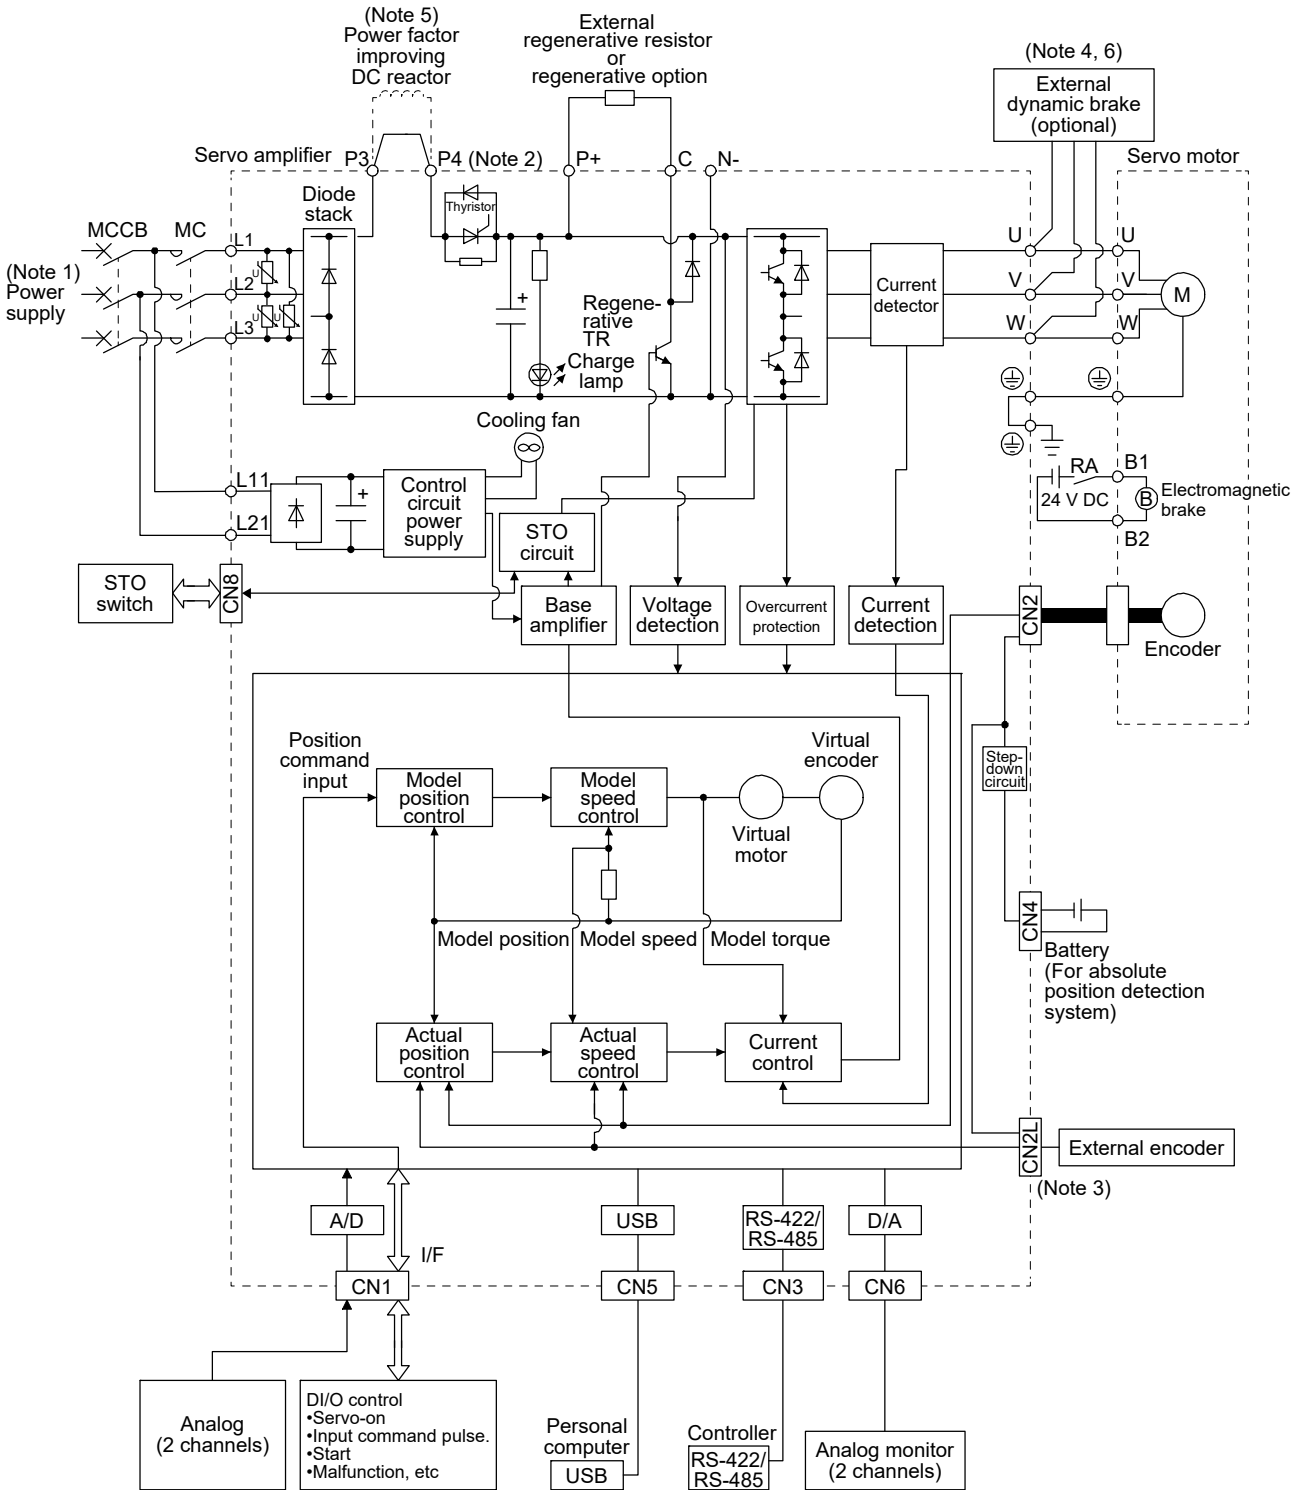 (Note 5)
Power factor
improving
DC reactor
External
regenerative resistor
or
regenerative option
(Note 4, 6)
External
dynamic brake
(optional)
Servo amplifier
P3
P4 (Note 2)
P+
C
N-
Servo motor
Diode
stack
Thyristor
MCCB
MC
L1
L2
L3
(Note 1)
Power
supply
U
U
U
+
Regene-
rative
TR
Charge
lamp
Current
detector
U
V
W
U
V
W
M
Cooling fan
L11
L21
+
Control
circuit
power
supply
STO
circuit
RA
24 V DC
B1
B
B2
Electromagnetic
brake
STO
switch
CN8
Base
amplifier
Voltage
detection
Overcurrent
protection
Current
detection
CN2
Encoder
Position
command
input
Model
position
control
Model
speed
control
Virtual
motor
Virtual
encoder
Step-
down
circuit
Model position
Model speed
Model torque
CN4
Battery
(For absolute
position detection
system)
Actual
position
control
Actual
speed
control
Current
control
CN2L
External encoder
(Note 3)
A/D
I/F
USB
RS-422/
RS-485
D/A
CN1
CN5
CN3
CN6
Analog
(2 channels)
DI/O control
•Servo-on
•Input command pulse.
•Start
•Malfunction, etc
Personal
computer
USB
Controller
RS-422/
RS-485
Analog monitor
(2 channels)